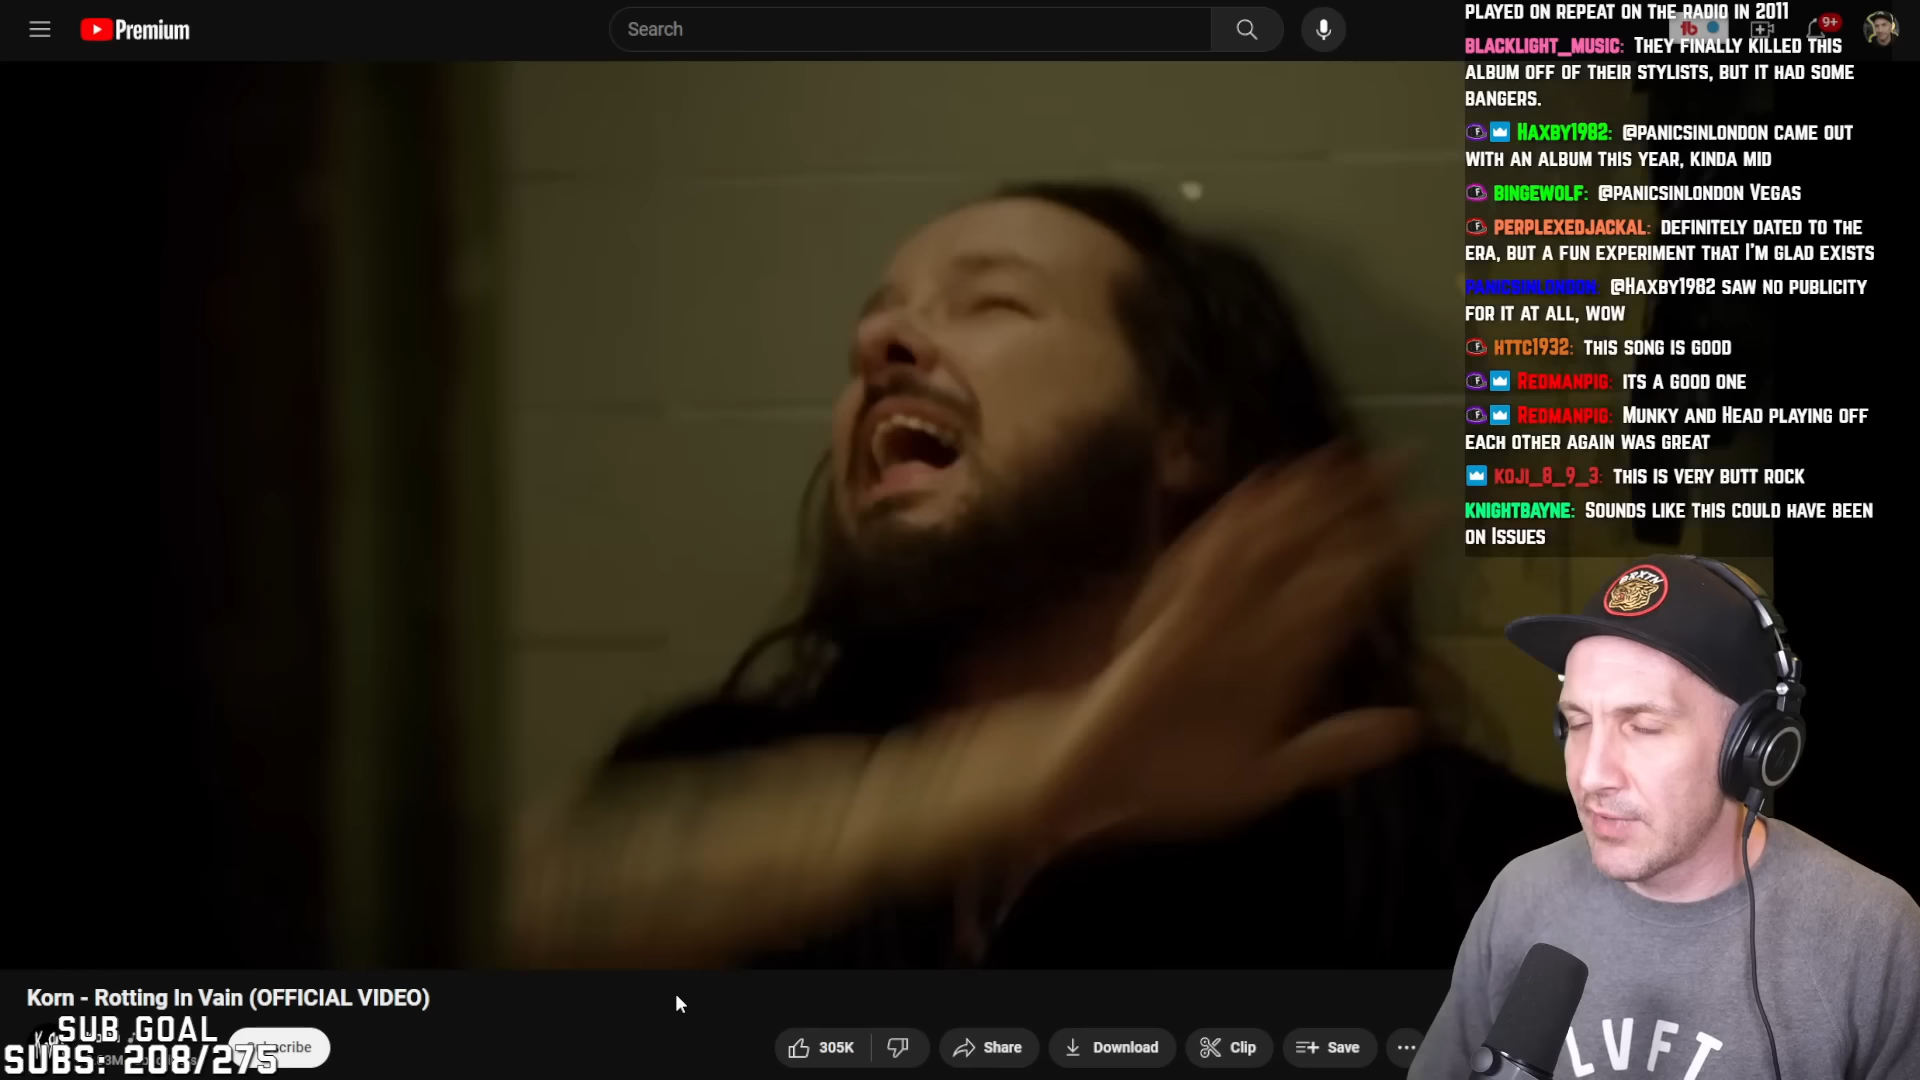 Premium
Search
9+
PLAYED ON REPEAT ON THE RADIO IN 2011
BLACKLIGHT_MUSIC: THEY FINALLY KILLED THIS
ALBUM OFF OF THEIR STYLISTS, BUT IT HAD SOME
BANGERS.
HAXBY1982: @PANICSINLONDON CAME OUT
WITH AN ALBUM THIS YEAR, KINDA MID
BINGEWOLF: @PANICSINLONDON VEGAS
PERPLEXEDJACKAL: DEFINITELY DATED TO THE
ERA, BUT A FUN EXPERIMENT THAT I'M GLAD EXISTS
PANICSINLONDON: @HAXBY1982 SAW NO PUBLICITY
FOR IT AT ALL, WOW
HTTC1932: THIS SONG IS GOOD
REDMANPIG: ITS A GOOD ONE
REDMANPIG: MUNKY AND HEAD PLAYING OFF
EACH OTHER AGAIN WAS GREAT
KOJI_8_9_3: THIS IS VERY BUTT ROCK
KNIGHTBAYNE: SOUNDS LIKE THIS COULD HAVE BEEN
ON ISSUES
BRXTN
LVFT
Korn - Rotting In Vain (OFFICIAL VIDEO)
SUB GOAL
SUBS: 208/275
305K
Share
Download
Clip
Save